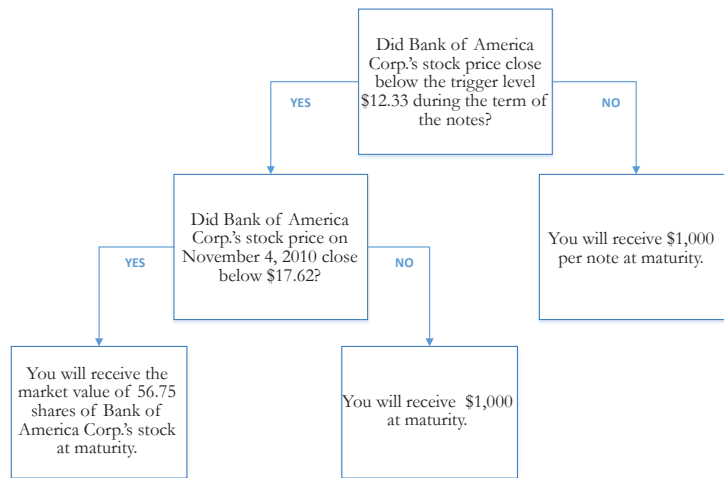 Did Bank of America
Corp.'s stock price close
below the trigger level
$12.33 during the term of
the notes?
YES
NO
Did Bank of America
Corp.'s stock price on
November 4, 2010 close
below $17.62?
You will receive $1,000
per note at maturity.
YES
NO
You will receive the
market value of 56.75
shares of Bank of
America Corp.'s stock
at maturity.
You will receive $1,000
at maturity.